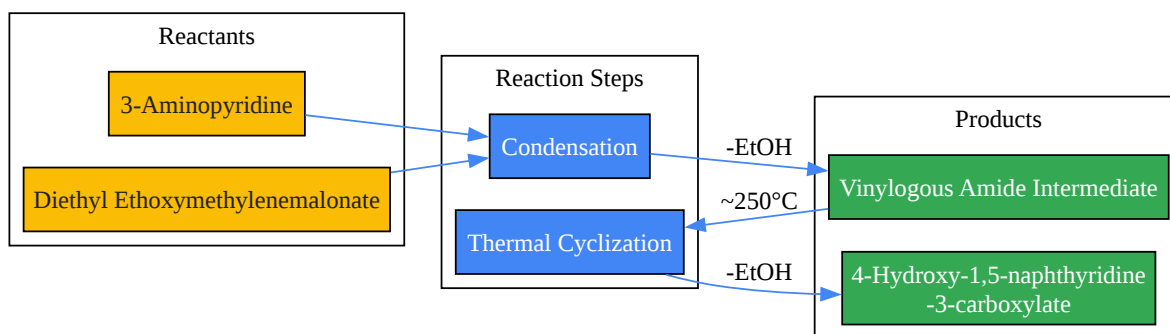 Reactants
3-Aminopyridine
Diethyl Ethoxymethylenemalonate
Reaction Steps
Condensation
Thermal Cyclization
-EtOH
~250°C
-EtOH
Products
Vinylogous Amide Intermediate
4-Hydroxy-1,5-naphthyridine
-3-carboxylate